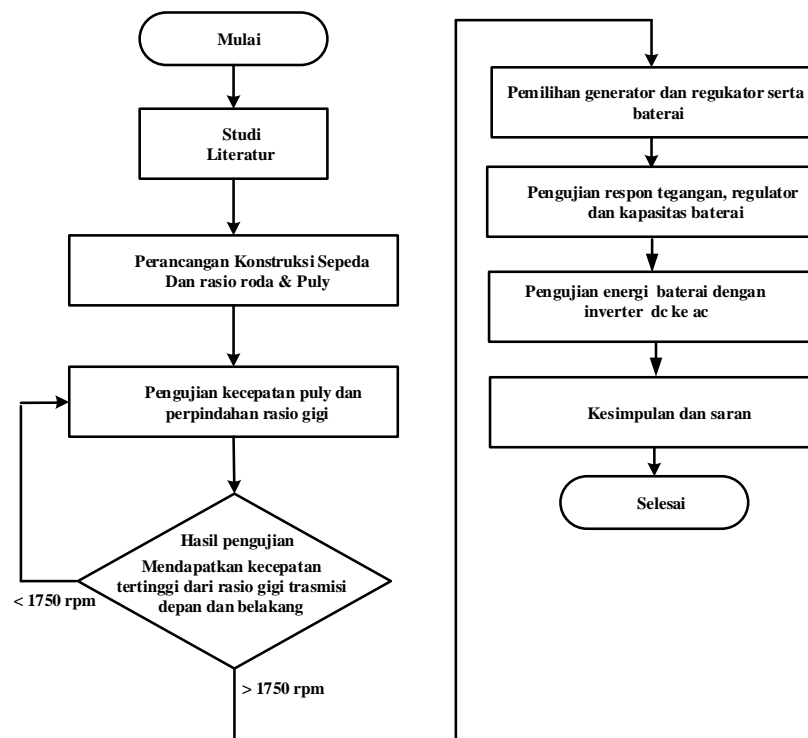 Mulai
Studi
Literatur
Perancangan Konstruksi Sepeda
Dan rasio roda & Puly
Pengujian kecepatan puly dan
perpindahan rasio gigi
Hasil pengujian
Mendapatkan kecepatan
tertinggi dari rasio gigi trasmisi
depan dan belakang
< 1750 rpm
> 1750 rpm
Pemilihan generator dan regukator serta
baterai
Pengujian respon tegangan, regulator
dan kapasitas baterai
Pengujian energi baterai dengan
inverter dc ke ac
Kesimpulan dan saran
Selesai